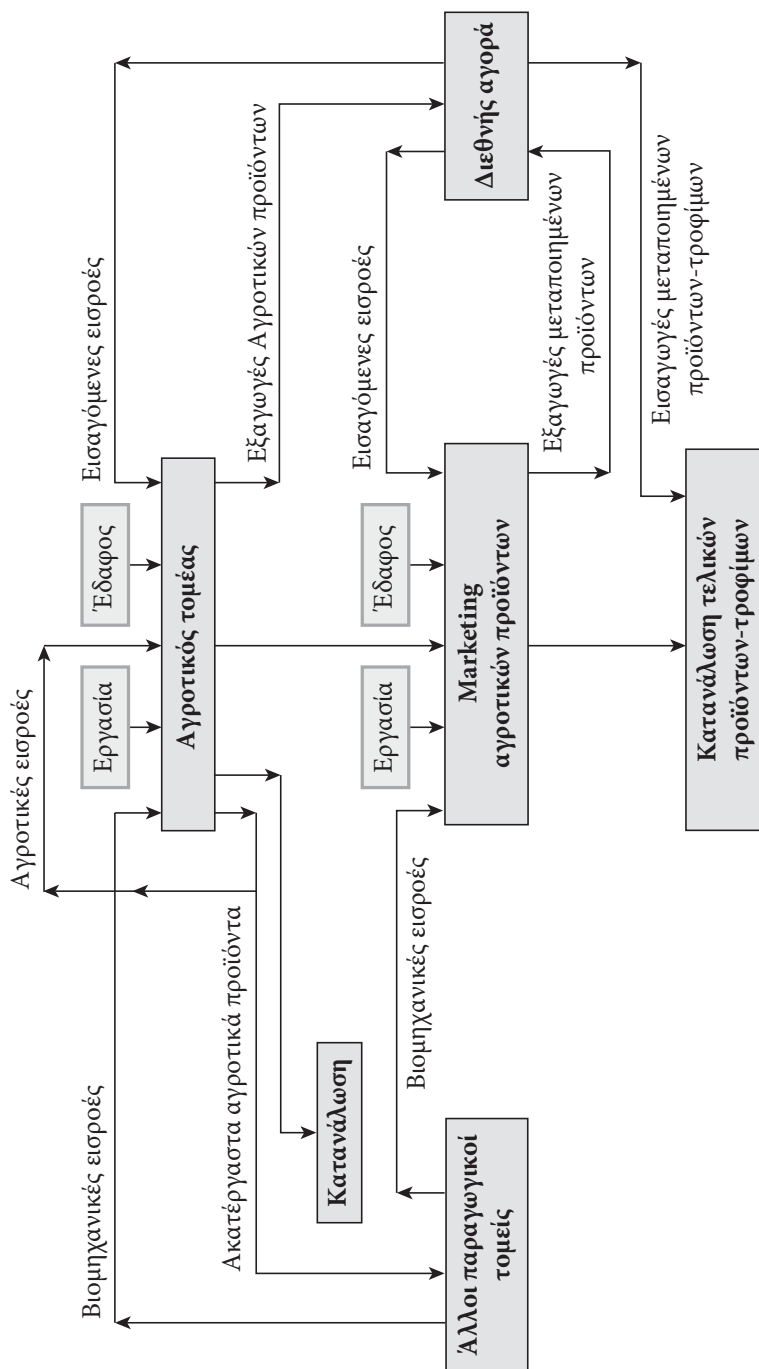 Αγροτικές εισροές
Βιομηχανικές εισροές
Εργασία
Έδαφος
Εισαγόμενες εισροές
Αγροτικός τομέας
Ακατέργαστα αγροτικά προϊόντα
Εξαγωγές Αγροτικών προϊόντων
Κατανάλωση
Βιομηχανικές εισροές
Εργασία
Έδαφος
Εισαγόμενες εισροές
Άλλοι παραγωγικοί
τομείς
Marketing
αγροτικών προϊόντων
Διεθνής αγορά
Εξαγωγές μεταποιημένων
προϊόντων
Εισαγωγές μεταποιημένων
προϊόντων-τροφίμων
Κατανάλωση τελικών
προϊόντων-τροφίμων